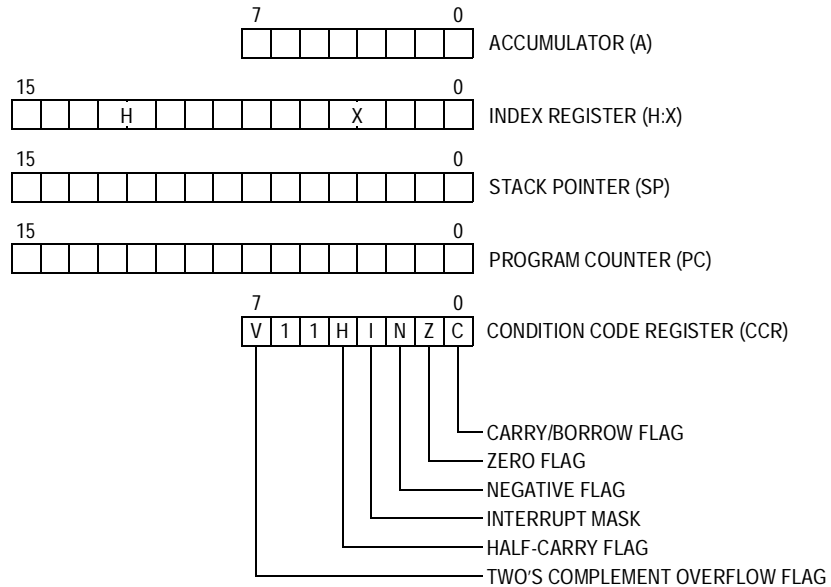 7 0
ACCUMULATOR (A)
15 0
H X INDEX REGISTER (H:X)
15 0
STACK POINTER (SP)
15 0
PROGRAM COUNTER (PC)
7 0
V 1 1 H I N Z C CONDITION CODE REGISTER (CCR)
CARRY/BORROW FLAG
ZERO FLAG
NEGATIVE FLAG
INTERRUPT MASK
HALF-CARRY FLAG
TWO'S COMPLEMENT OVERFLOW FLAG